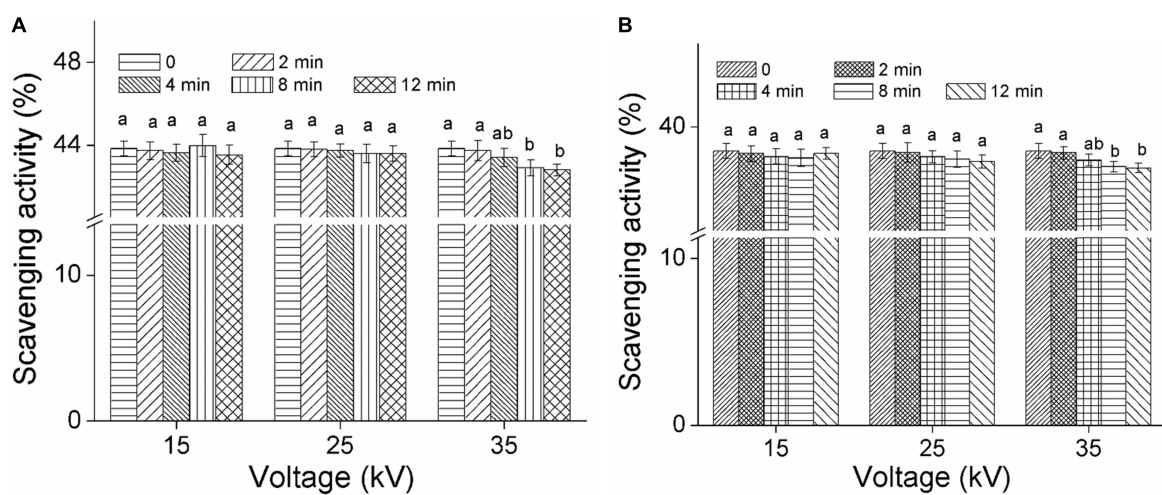 A
0 2 min
4 min 8 min 12 min
48
44
10
0
Scavenging activity (%)
a a a a a
a a a a a
a a ab b b
15 25 35
Voltage (kV)
B
0 2 min
4 min 8 min 12 min
40
10
0
Scavenging activity (%)
a a a a a
a a a a a
a a ab b b
15 25 35
Voltage (kV)